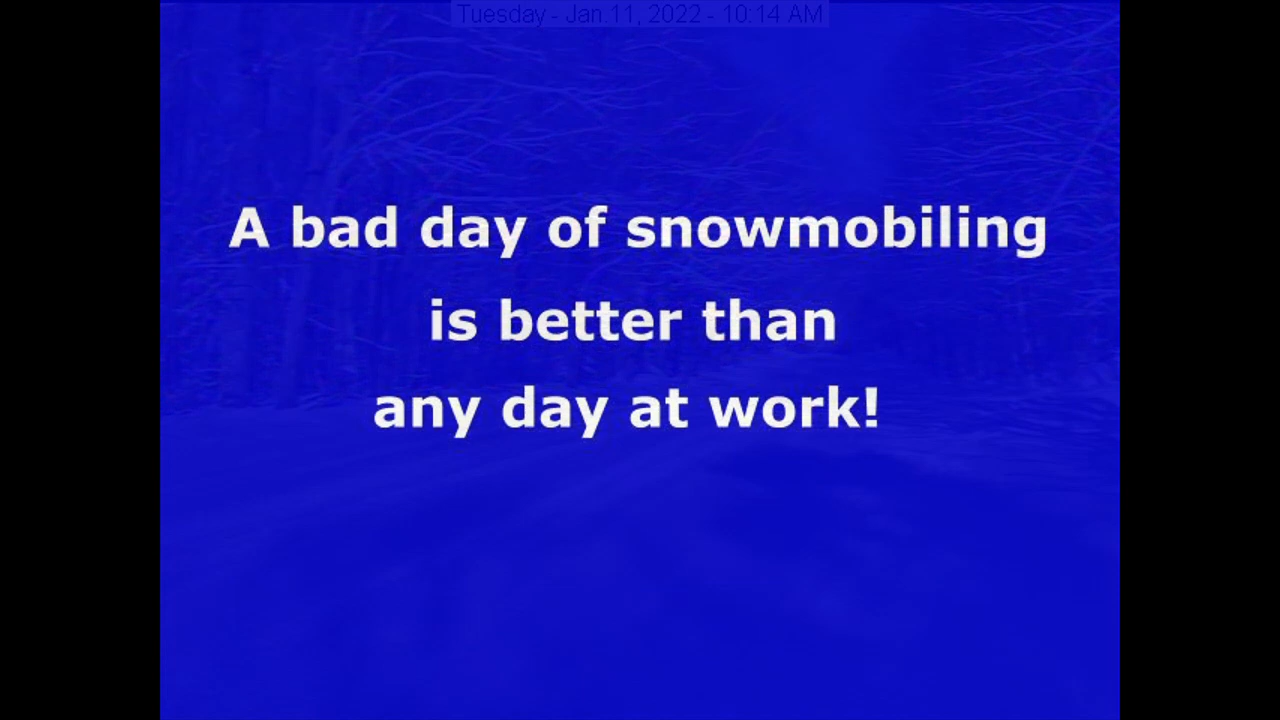 Tuesday - Jan 11, 2022 - 10:14 AM
A bad day of snowmobiling
is better than
any day at work!